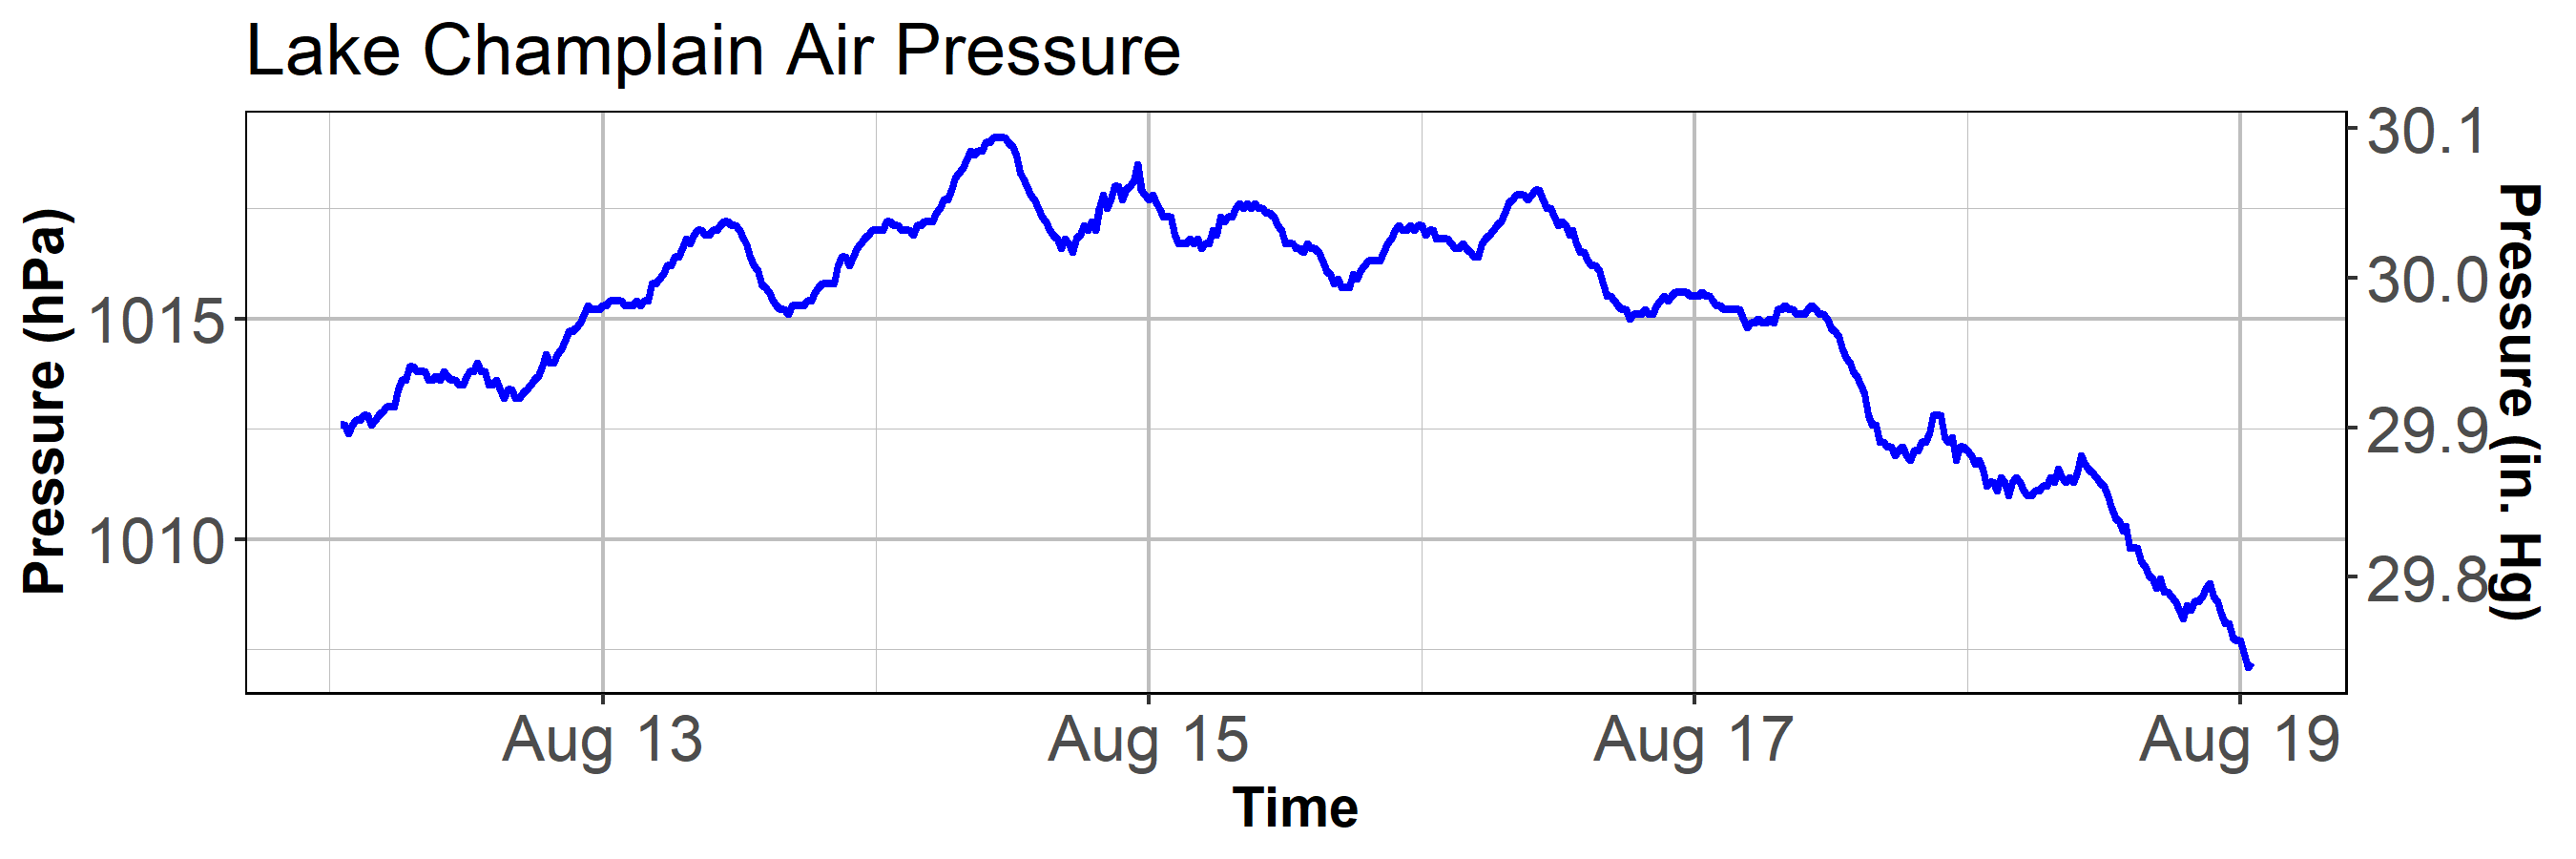 Lake Champlain Air Pressure
Pressure (hPa)
1015
1010
30.1
30.0
29.9
29.8
Pressure (in. Hg)
Aug 13
Aug 15
Aug 17
Aug 19
Time